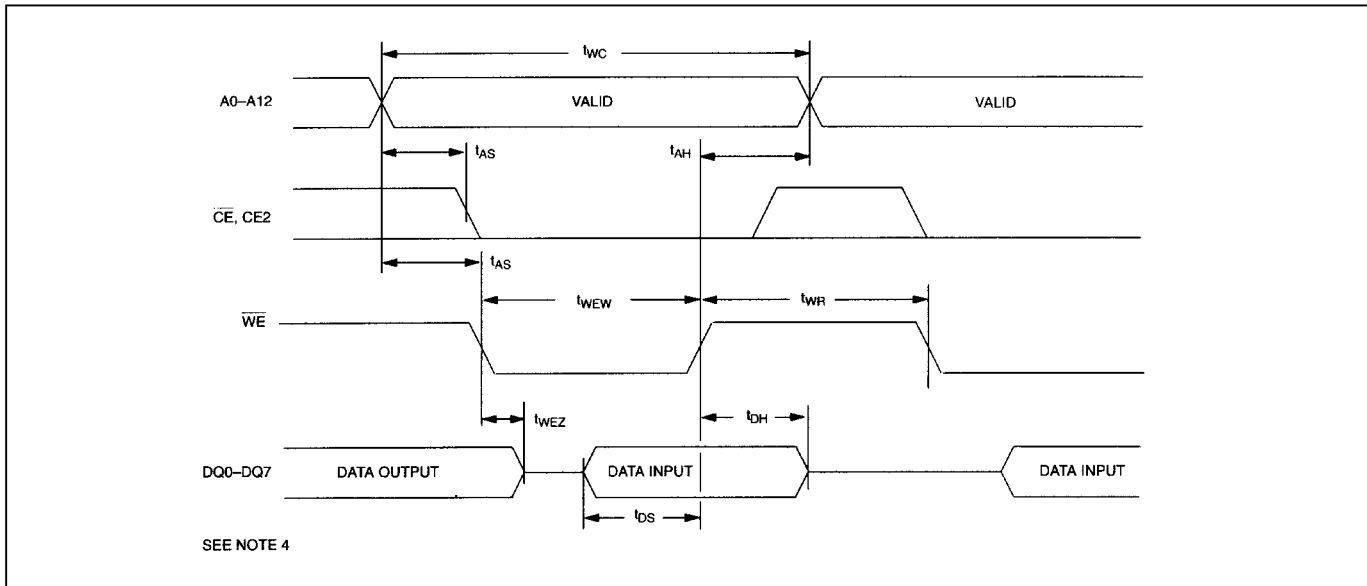 tWC
A0–A12
VALID
VALID
tAS
tAH
CE, CE2
tAS
tWEW
tWR
WE
tWEZ
tDH
DQ0–DQ7
DATA OUTPUT
DATA INPUT
DATA INPUT
tDS
SEE NOTE 4